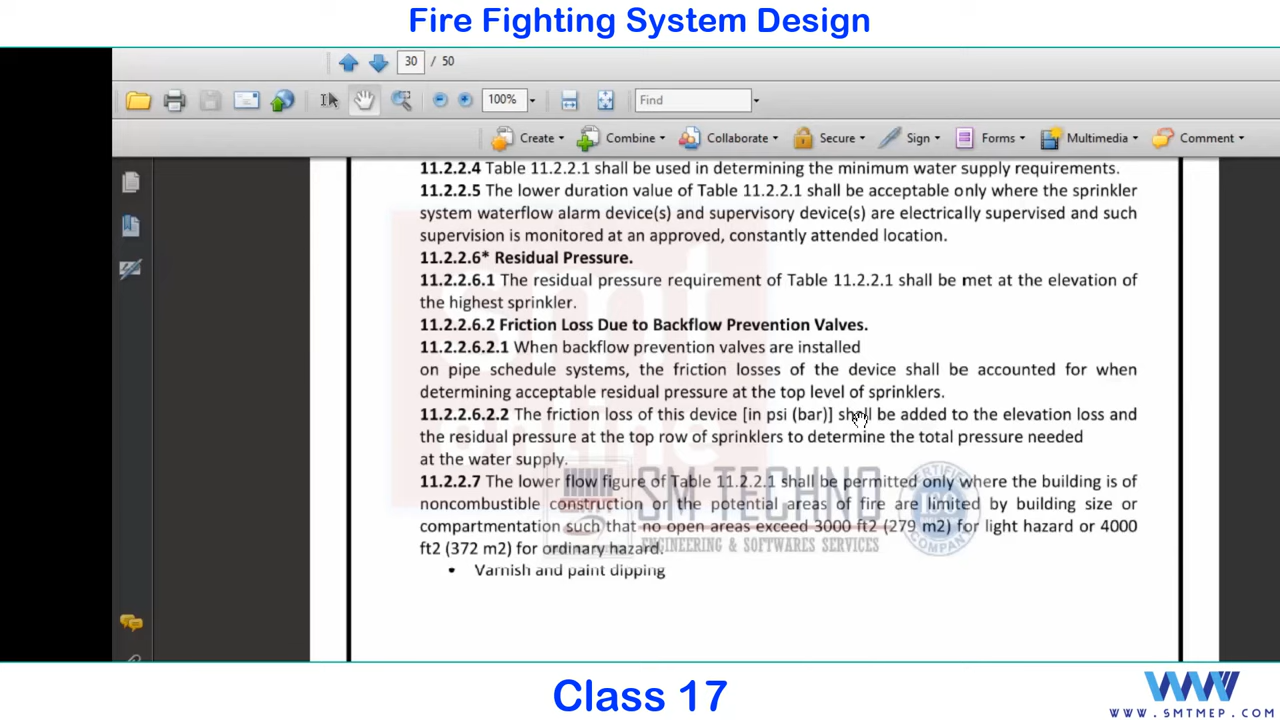 Fire Fighting System Design
30 / 50
100%
Find
Create
Combine
Collaborate
Secure
Sign
Forms
Multimedia
Comment
11.2.2.4 Table 11.2.2.1 shall be used in determining the minimum water supply requirements.
11.2.2.5 The lower duration value of Table 11.2.2.1 shall be acceptable only where the sprinkler
system waterflow alarm device(s) and supervisory device(s) are electrically supervised and such
supervision is monitored at an approved, constantly attended location.
11.2.2.6* Residual Pressure.
11.2.2.6.1 The residual pressure requirement of Table 11.2.2.1 shall be met at the elevation of
the highest sprinkler.
11.2.2.6.2 Friction Loss Due to Backflow Prevention Valves.
11.2.2.6.2.1 When backflow prevention valves are installed
on pipe schedule systems, the friction losses of the device shall be accounted for when
determining acceptable residual pressure at the top level of sprinklers.
11.2.2.6.2.2 The friction loss of this device [in psi (bar)] shall be added to the elevation loss and
the residual pressure at the top row of sprinklers to determine the total pressure needed
at the water supply.
11.2.2.7 The lower flow figure of Table 11.2.2.1 shall be permitted only where the building is of
noncombustible construction or the potential areas of fire are limited by building size or
compartmentation such that no open areas exceed 3000 ft2 (279 m2) for light hazard or 4000
ft2 (372 m2) for ordinary hazard.
• Varnish and paint dipping
smt
SM TECHNO
ENGINEERING & SOFTWARES SERVICES
CERTIFIED
ISO
COMPANY
Class 17
WWW.SMTMEP.COM